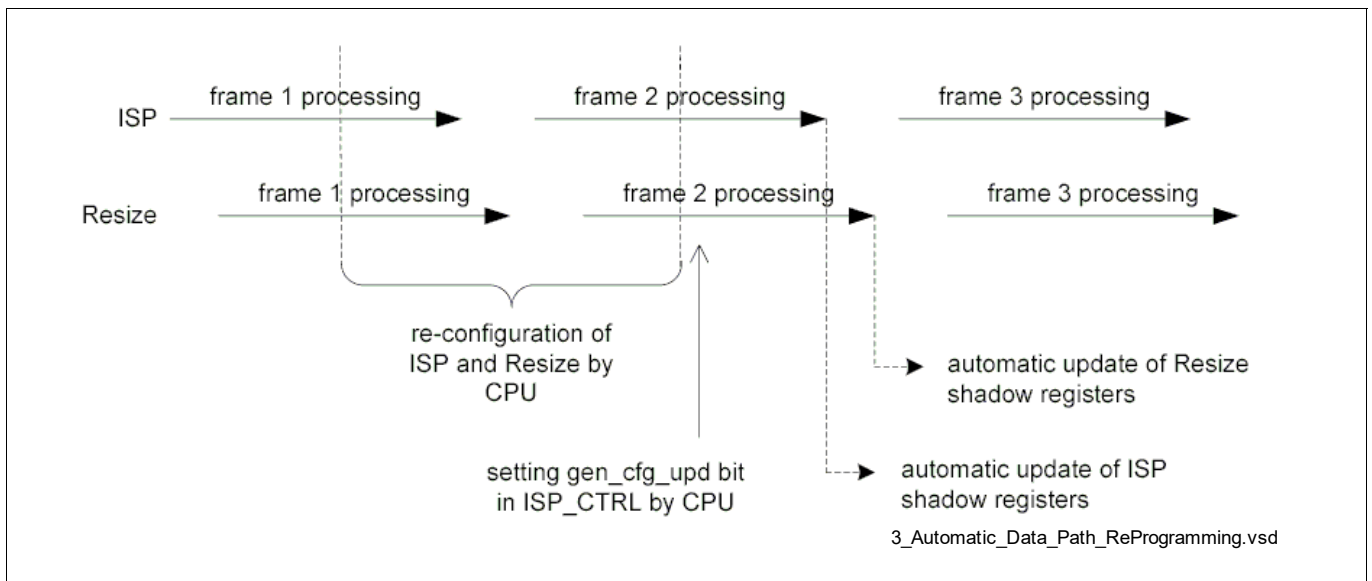 frame 1 processing
frame 2 processing
frame 3 processing
ISP
frame 1 processing
frame 2 processing
frame 3 processing
Resize
re-configuration of
ISP and Resize by
CPU
automatic update of Resize
shadow registers
setting gen_cfg_upd bit
in ISP_CTRL by CPU
automatic update of ISP
shadow registers
3_Automatic_Data_Path_ReProgramming.vsd